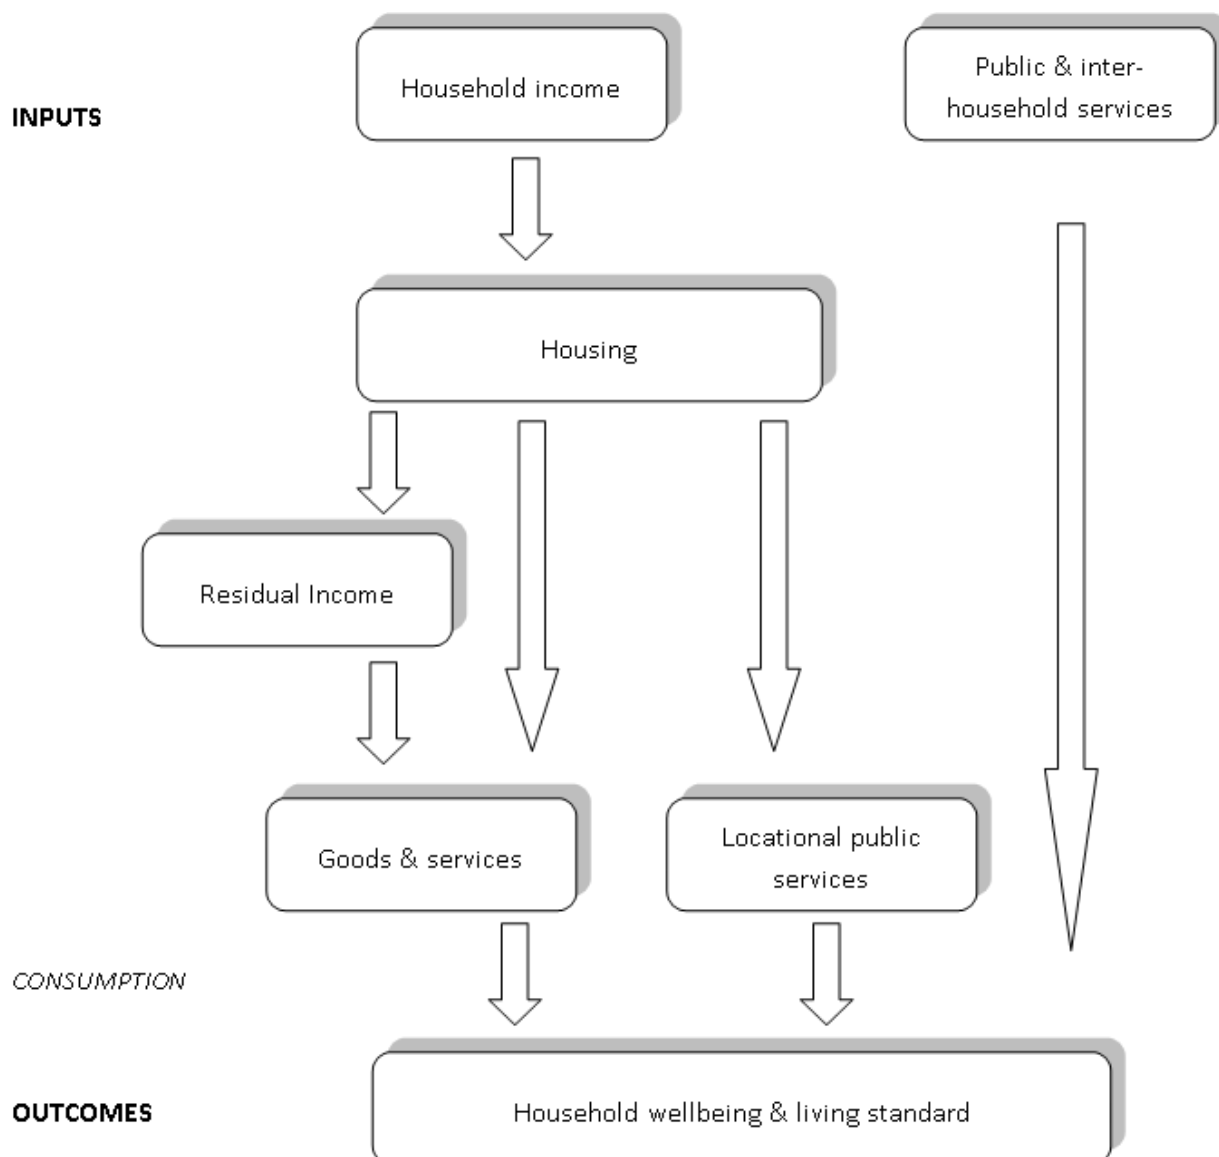 Household income
Public & inter-
household services
INPUTS
Housing
Residual Income
Goods & services
Locational public
services
CONSUMPTION
OUTCOMES
Household wellbeing & living standard